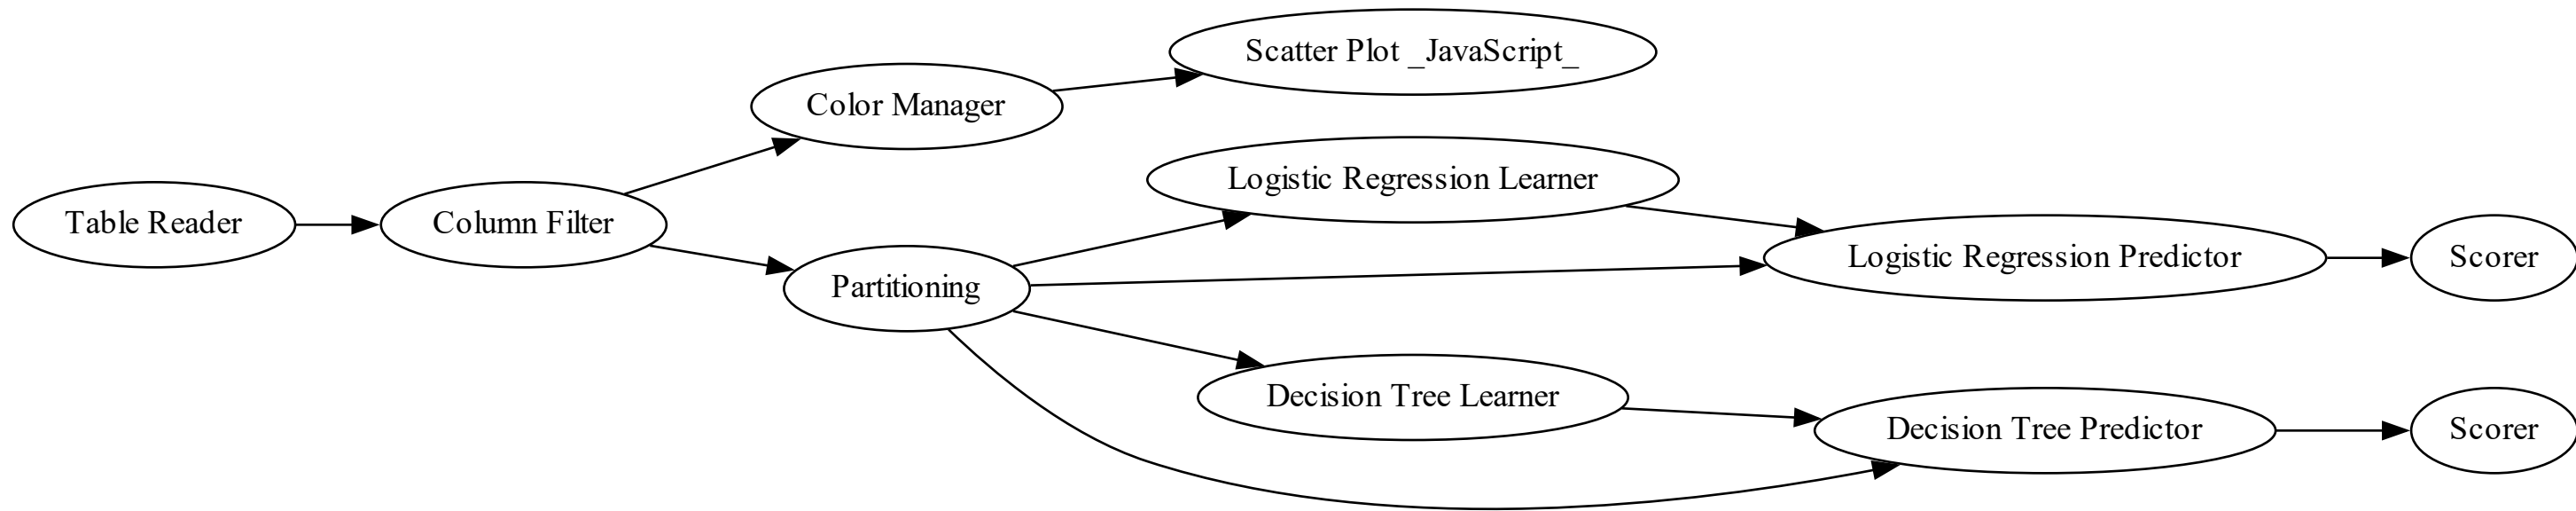 Table Reader
Column Filter
Color Manager
Scatter Plot _JavaScript_
Partitioning
Logistic Regression Learner
Logistic Regression Predictor
Scorer
Decision Tree Learner
Decision Tree Predictor
Scorer